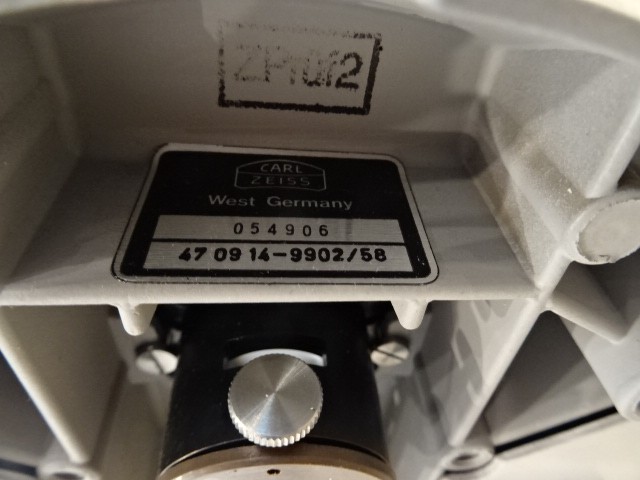 ZPrüf2
CARL
ZEISS
West Germany
054906
47 09 14-9902/58